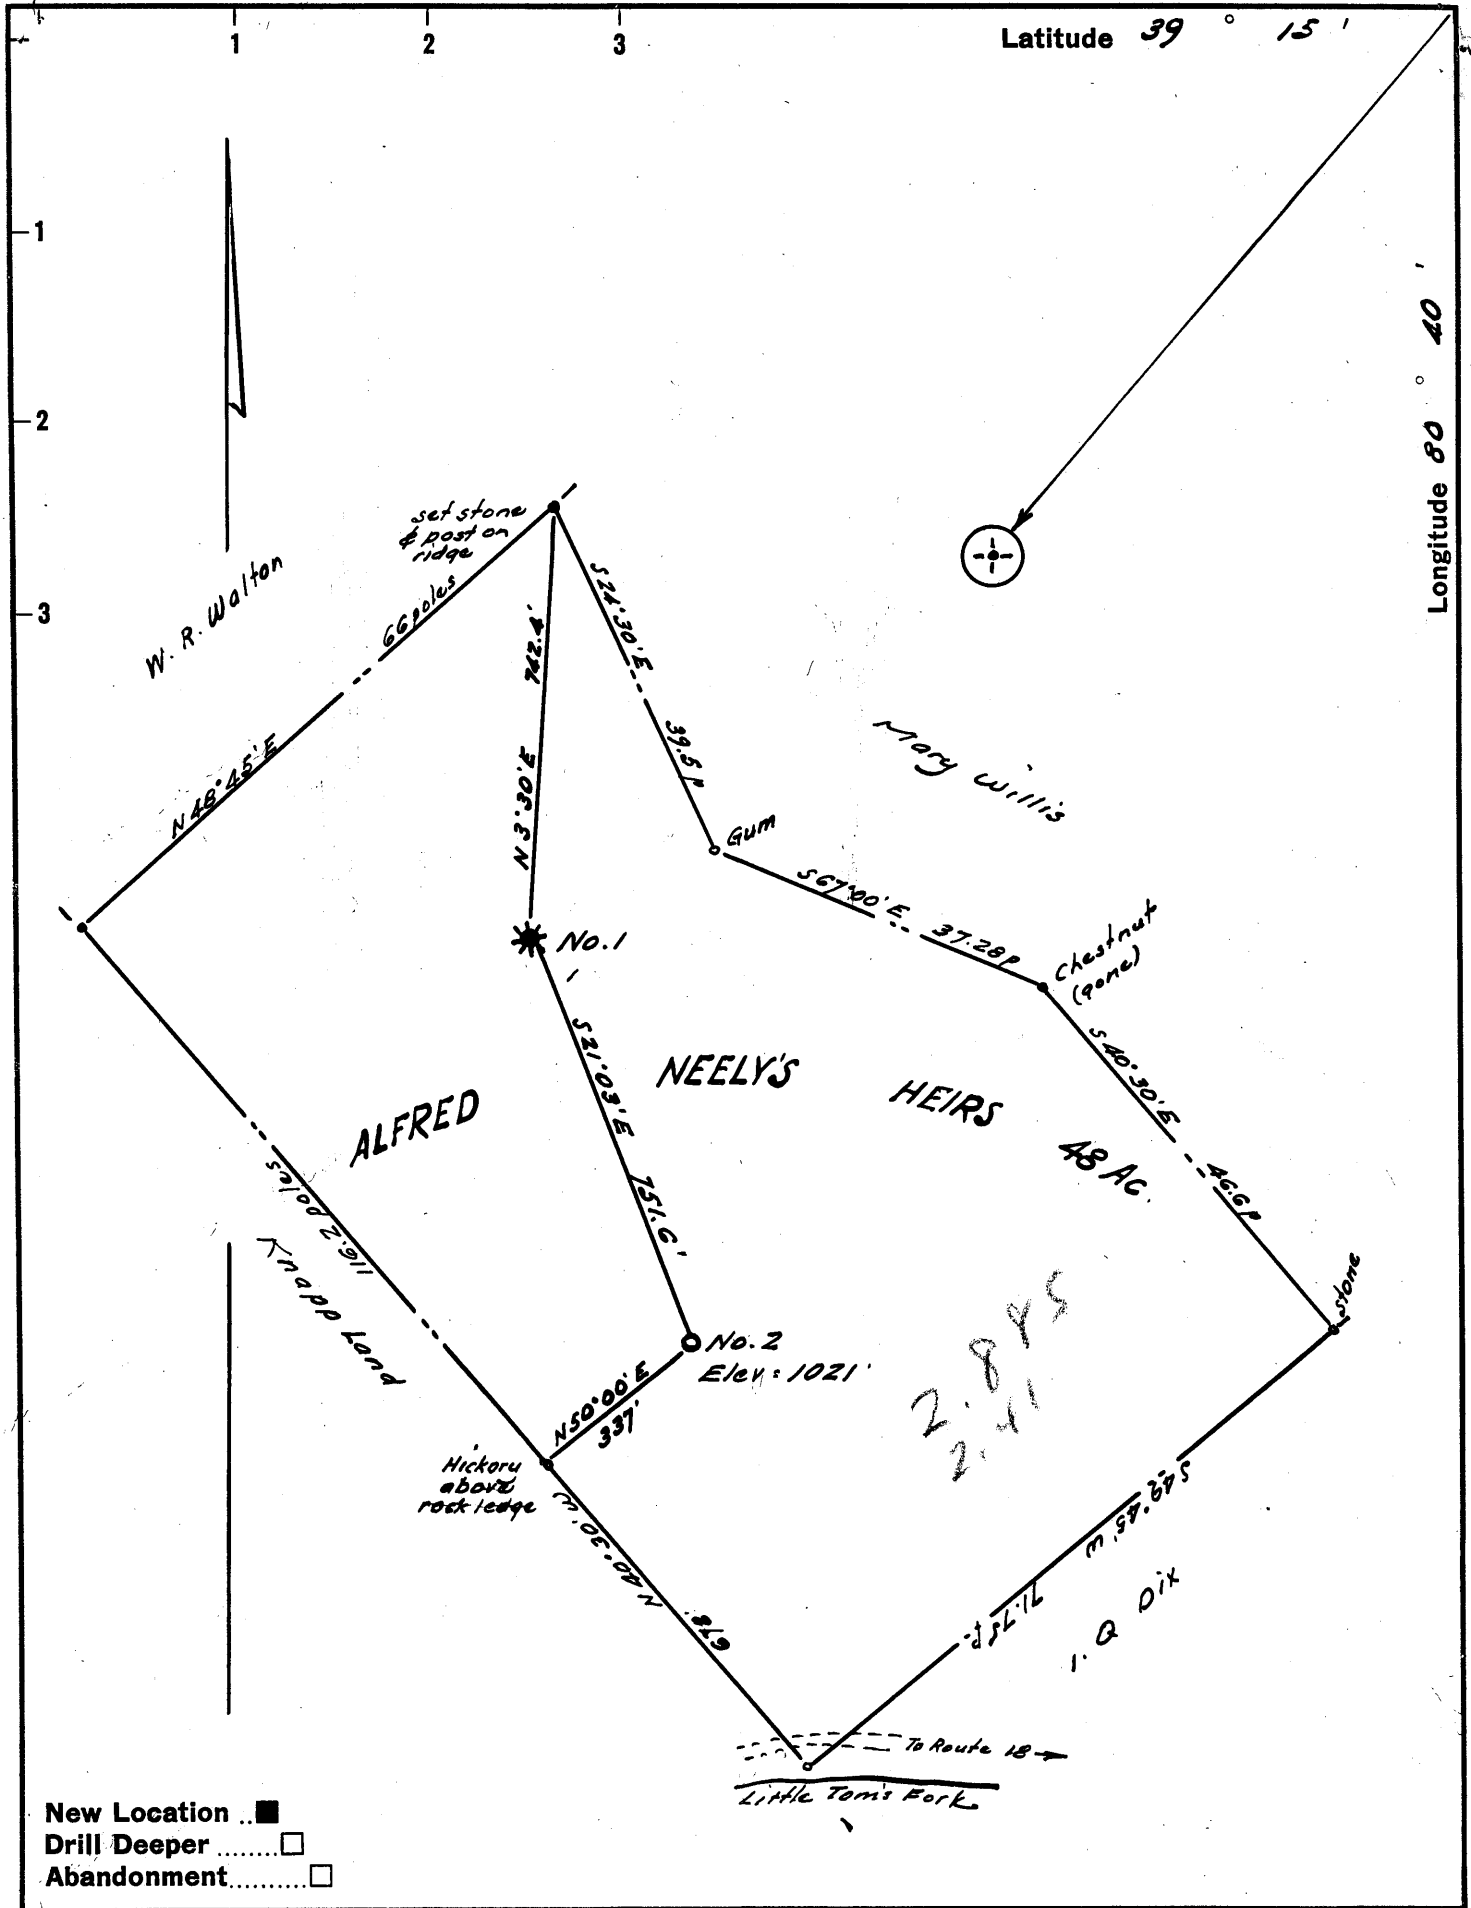 1
2
3
Latitude 39 ° 15 '
1
2
3
Longitude 80 ° 40 '
set stone
& post on
ridge
W. R. Walton
66 poles
N 48°45' E
742.4'
N 3°30' E
S 24°30' E
39.5 P
Mary Willis
Gum
S 67°00' E
37.28 P
Chestnut
(gone)
No. 1
S 40°30' E
46.6 P
S 21°03' E
751.6'
ALFRED
NEELY'S
HEIRS
48 AC.
116.2 poles
Knapp Land
stone
No. 2
Elev = 1021'
N 50°00' E
337'
Hickory
above
rock ledge
N 40°30' W
678'
S 49°45' W
71.75 P.
I. Q Dix
To Route 18
Little Tom's Fork
New Location ..
Drill Deeper ........
Abandonment..........